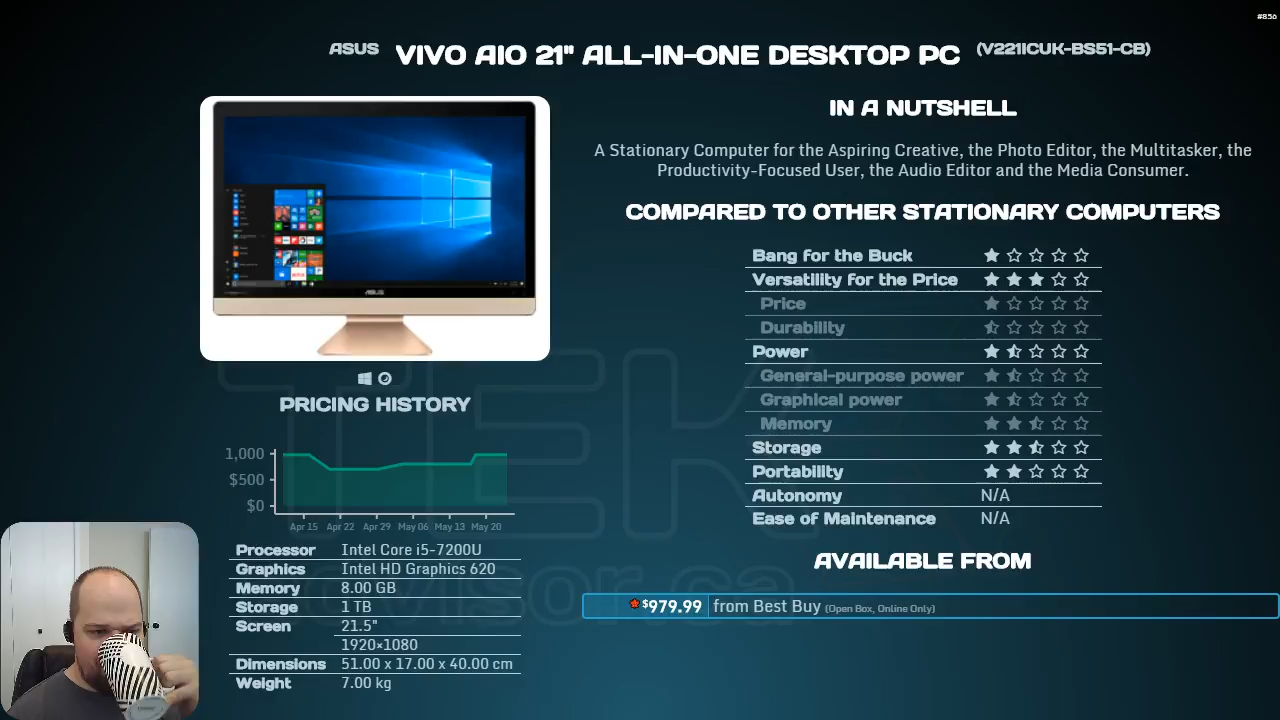 #856
ASUS VIVO AIO 21" ALL-IN-ONE DESKTOP PC (V221ICUK-BS51-CB)
IN A NUTSHELL
A Stationary Computer for the Aspiring Creative, the Photo Editor, the Multitasker, the
Productivity-Focused User, the Audio Editor and the Media Consumer.
COMPARED TO OTHER STATIONARY COMPUTERS
Bang for the Buck
Versatility for the Price
Price
Durability
Power
General-purpose power
Graphical power
Memory
Storage
Portability
Autonomy N/A
Ease of Maintenance N/A
AVAILABLE FROM
$979.99 from Best Buy (Open Box, Online Only)
ASUS
PRICING HISTORY
1,000
$500
$0
Apr 15 Apr 22 Apr 29 May 06 May 13 May 20
Processor Intel Core i5-7200U
Graphics Intel HD Graphics 620
Memory 8.00 GB
Storage 1 TB
Screen 21.5"
1920×1080
Dimensions 51.00 x 17.00 x 40.00 cm
Weight 7.00 kg
TEK
advisor.ca